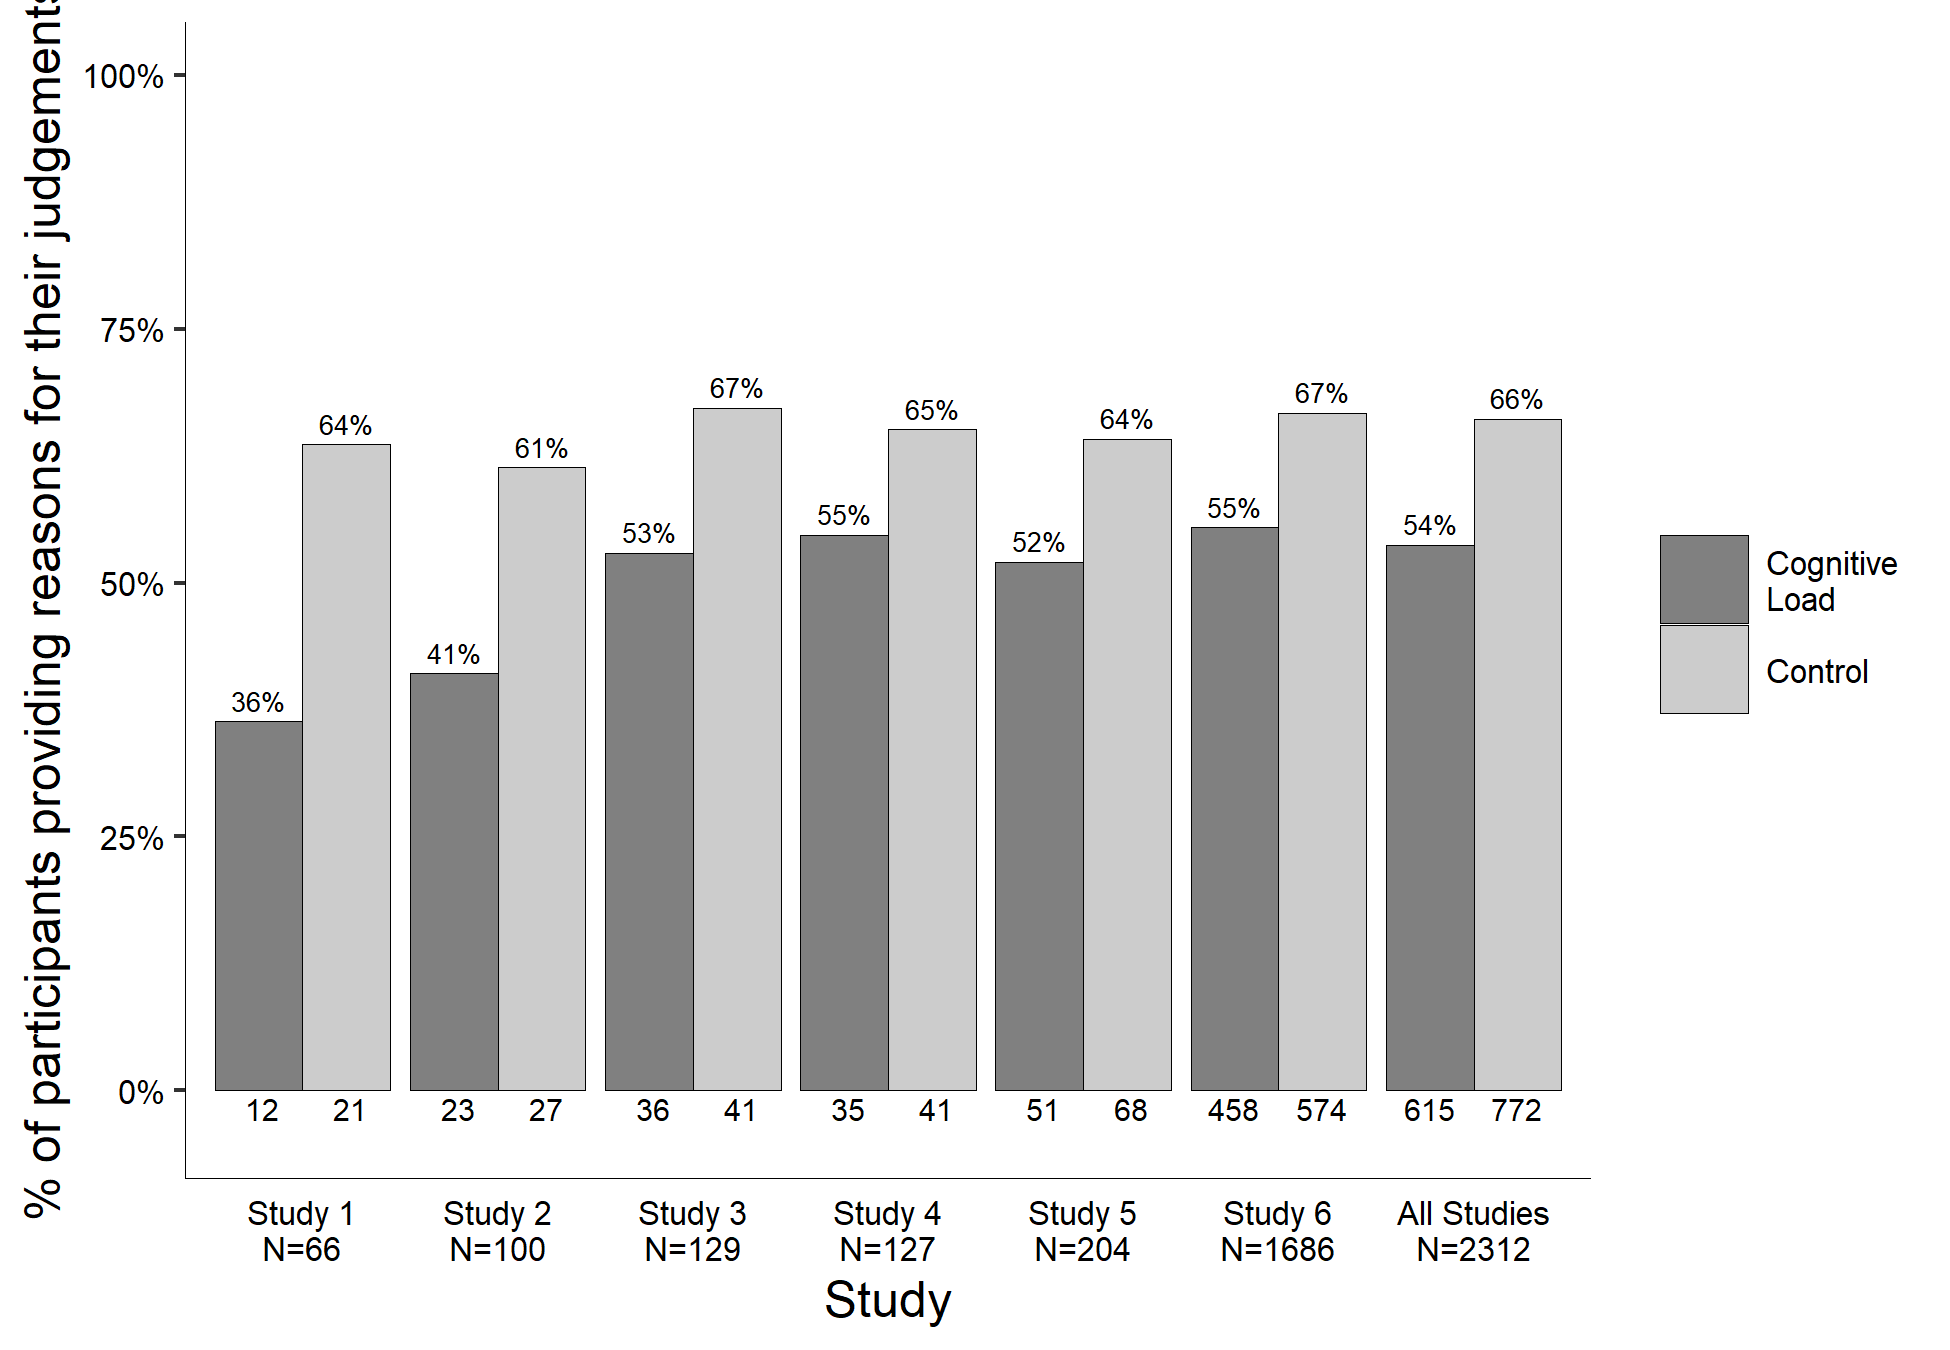 % of participants providing reasons for their judgements
100%
75%
50%
25%
0%
36%
64%
41%
61%
53%
67%
55%
65%
52%
64%
55%
67%
54%
66%
12 21 23 27 36 41 35 41 51 68 458 574 615 772
Study 1 Study 2 Study 3 Study 4 Study 5 Study 6 All Studies
N=66 N=100 N=129 N=127 N=204 N=1686 N=2312
Study
Cognitive
Load
Control